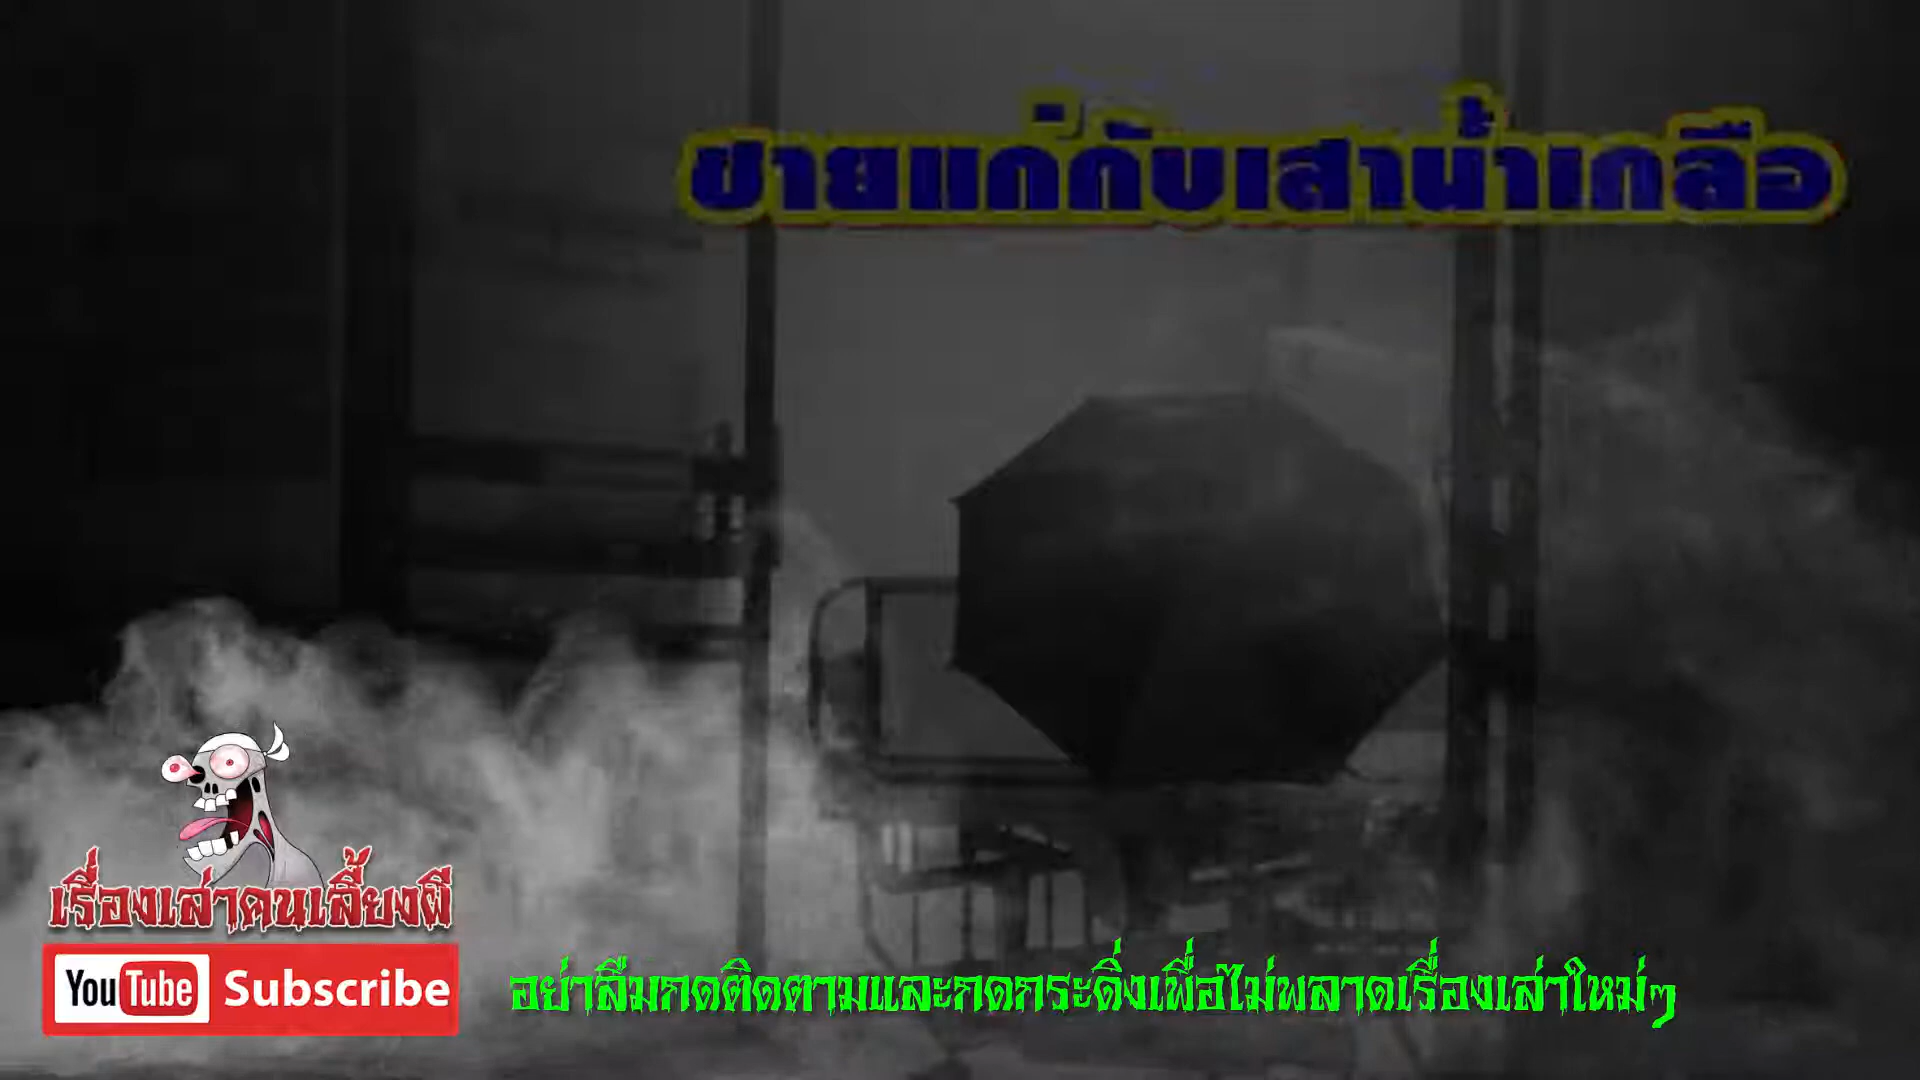 ชายแก่กับเสาน้ำเกลือ
เรื่องเล่าคนเลี้ยงผี
YouTube Subscribe
อย่าลืมกดติดตามและกดกระดิ่งเพื่อไม่พลาดเรื่องเล่าใหม่ๆ